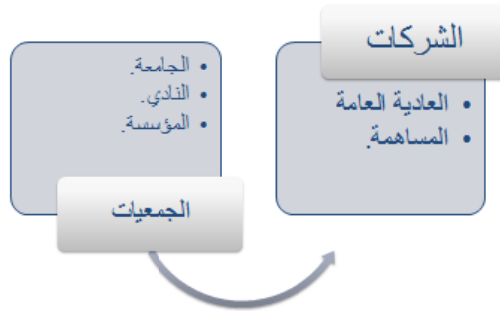 الشركات
• العادية العامة
• المساهمة.
• الجامعة.
• النادي.
• المؤسسة.
الجمعيات